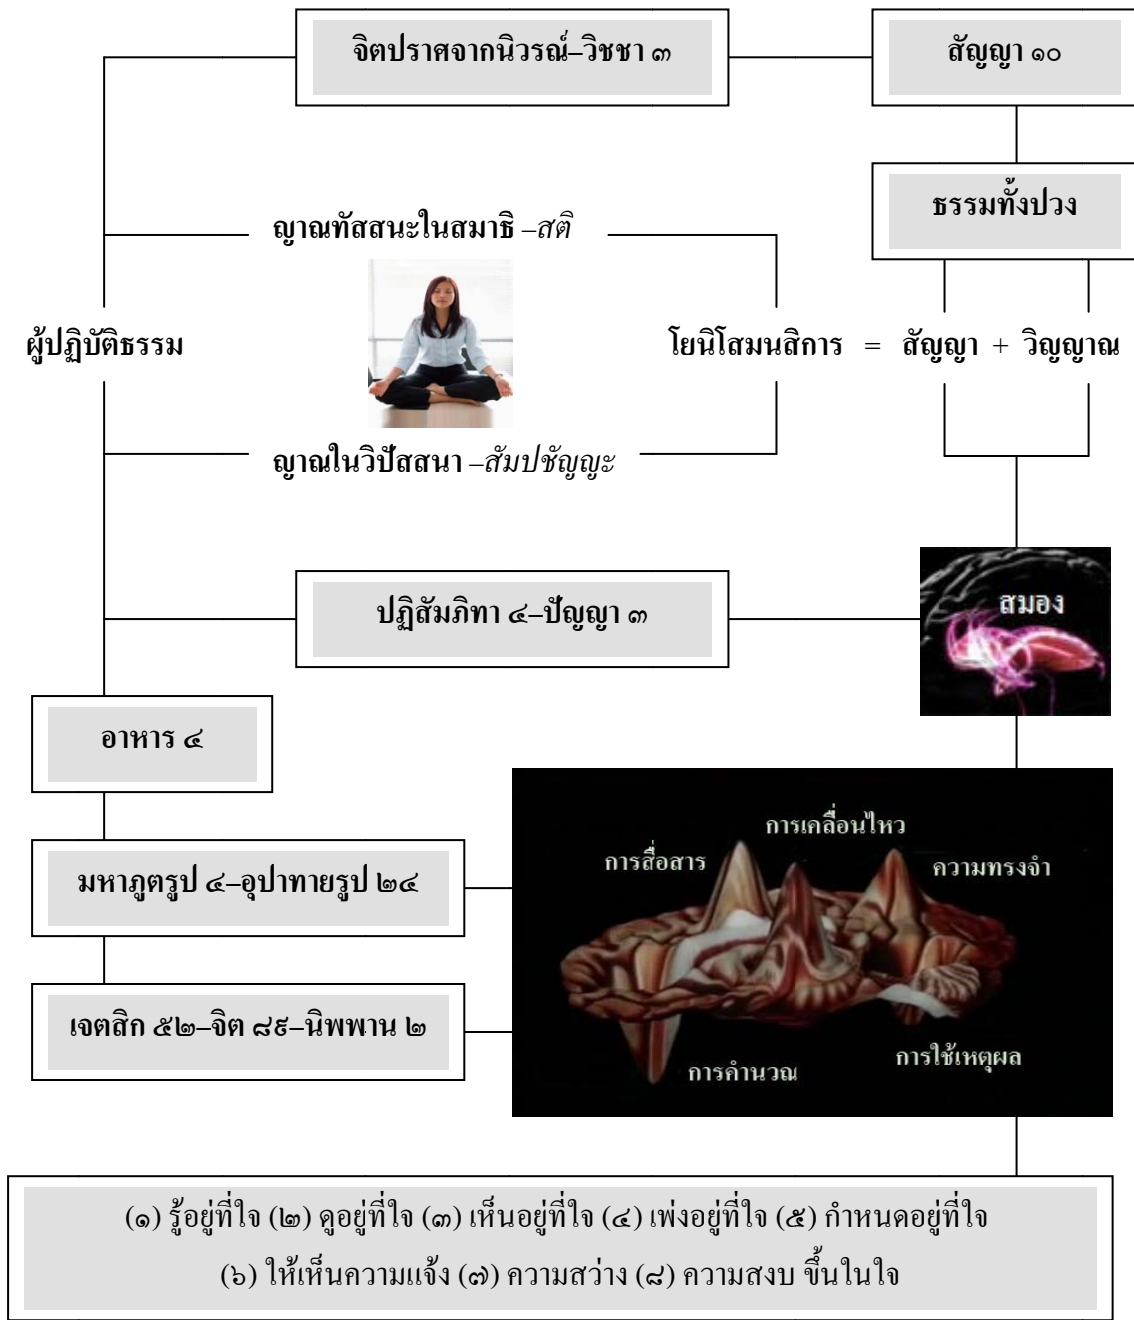 จิตปราศจากนิวรณ์–วิชชา ๓
สัญญา ๑๐
ธรรมทั้งปวง
ญาณทัสสนะในสมาธิ –สติ
ผู้ปฏิบัติธรรม
โยนิโสมนสิการ = สัญญา + วิญญาณ
ญาณในวิปัสสนา –สัมปชัญญะ
ปฏิสัมภิทา ๔–ปัญญา ๓
สมอง
อาหาร ๔
มหาภูตรูป ๔–อุปาทายรูป ๒๔
เจตสิก ๕๒–จิต ๘๙–นิพพาน ๒
การเคลื่อนไหว
การสื่อสาร
ความทรงจำ
การใช้เหตุผล
การคำนวณ
(๑) รู้อยู่ที่ใจ (๒) ดูอยู่ที่ใจ (๓) เห็นอยู่ที่ใจ (๔) เพ่งอยู่ที่ใจ (๕) กำหนดอยู่ที่ใจ
(๖) ให้เห็นความแจ้ง (๗) ความสว่าง (๘) ความสงบ ขึ้นในใจ